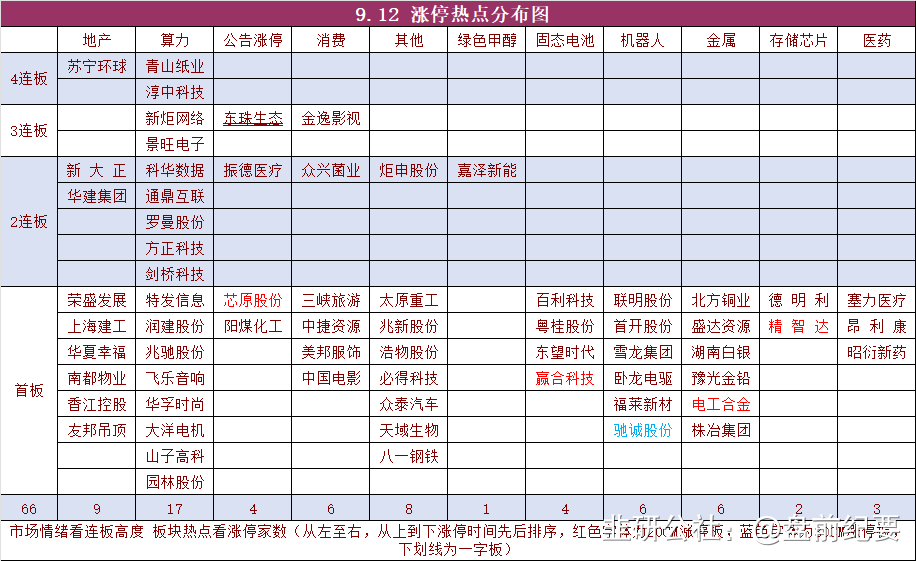 9.12 涨停热点分布图
地产 算力 公告涨停 消费 其他 绿色甲醇 固态电池 机器人 金属 存储芯片 医药
4连板 苏宁环球 青山纸业
淳中科技
3连板 新炬网络 东珠生态 金逸影视
景旺电子
2连板 新大正 科华数据 振德医疗 众兴菌业 炬申股份 嘉泽新能
华建集团 通鼎互联
罗曼股份
方正科技
剑桥科技
首板 荣盛发展 特发信息 芯原股份 三峡旅游 太原重工 百利科技 联明股份 北方铜业 德明利 塞力医疗
上海建工 润建股份 阳煤化工 中捷资源 兆新股份 粤桂股份 首开股份 盛达资源 精智达 昂利康
华夏幸福 兆驰股份 美邦服饰 浩物股份 东望时代 雪龙集团 湖南白银 昭衍新药
南都物业 飞乐音响 中国电影 必得科技 赢合科技 卧龙电驱 豫光金铅
香江控股 华孚时尚 众泰汽车 福莱新材 电工合金
友邦吊顶 大洋电机 天域生物 驰诚股份 株冶集团
山子高科 八一钢铁
园林股份
66 9 17 4 6 8 1 4 6 6 2 3
市场情绪看连板高度 板块热点看涨停家数（从左至右，从上到下涨停时间先后排序，红色
下划线为一字板）
韭研公社：@盘前纪要